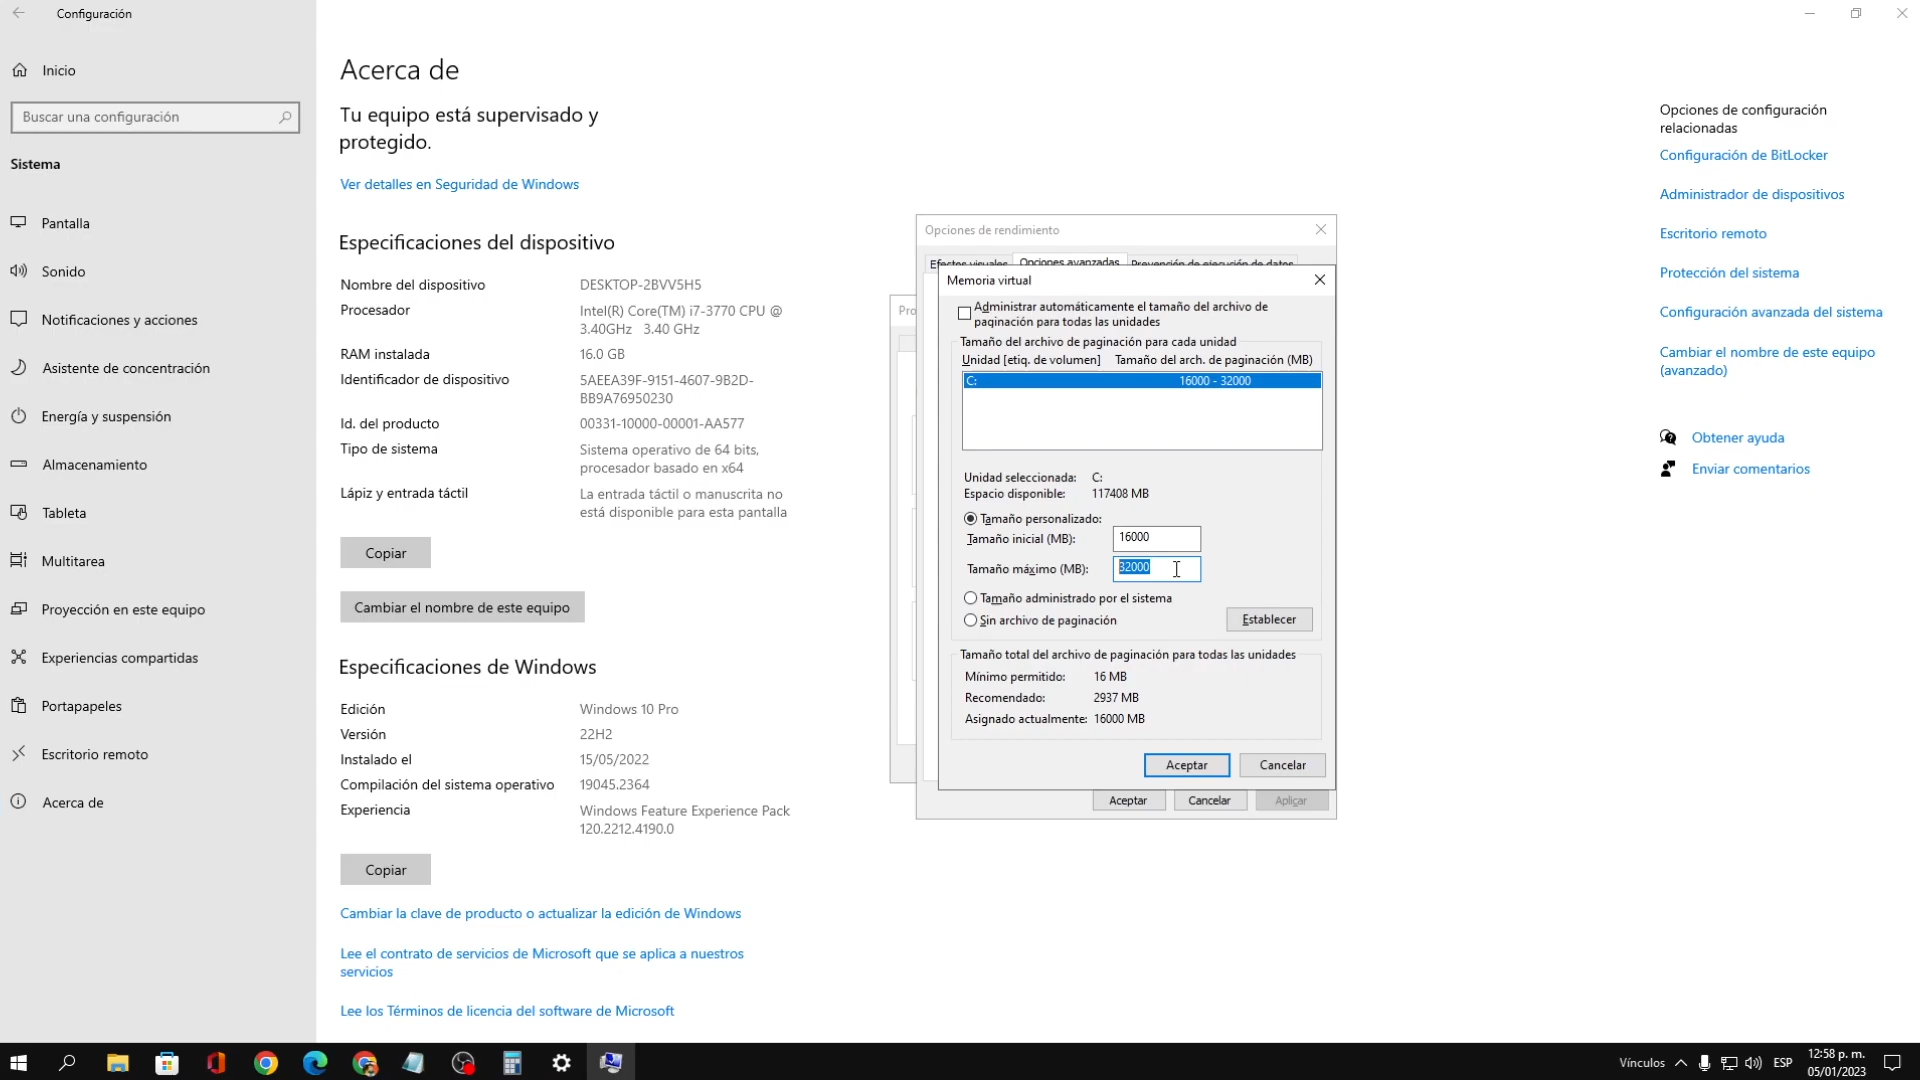 Configuración
Inicio
Buscar una configuración
Sistema
Pantalla
Sonido
Notificaciones y acciones
Asistente de concentración
Energía y suspensión
Almacenamiento
Tableta
Multitarea
Proyección en este equipo
Experiencias compartidas
Portapapeles
Escritorio remoto
Acerca de
Acerca de
Tu equipo está supervisado y
protegido.
Ver detalles en Seguridad de Windows
Especificaciones del dispositivo
Nombre del dispositivo DESKTOP-2BVV5H5
Procesador Intel(R) Core(TM) i7-3770 CPU @
3.40GHz 3.40 GHz
RAM instalada 16.0 GB
Identificador de dispositivo 5AEEA39F-9151-4607-9B2D-
BB9A76950230
Id. del producto 00331-10000-00001-AA577
Tipo de sistema Sistema operativo de 64 bits,
procesador basado en x64
Lápiz y entrada táctil La entrada táctil o manuscrita no
está disponible para esta pantalla
Copiar
Cambiar el nombre de este equipo
Especificaciones de Windows
Edición Windows 10 Pro
Versión 22H2
Instalado el 15/05/2022
Compilación del sistema operativo 19045.2364
Experiencia Windows Feature Experience Pack
120.2212.4190.0
Copiar
Cambiar la clave de producto o actualizar la edición de Windows
Lee el contrato de servicios de Microsoft que se aplica a nuestros
servicios
Lee los Términos de licencia del software de Microsoft
Pro
Opciones de rendimiento
Efectos visuales Opciones avanzadas Prevención de ejecución de datos
Memoria virtual
Administrar automáticamente el tamaño del archivo de
paginación para todas las unidades
Tamaño del archivo de paginación para cada unidad
Unidad [etiq. de volumen] Tamaño del arch. de paginación (MB)
C: 16000 - 32000
Unidad seleccionada: C:
Espacio disponible: 117408 MB
Tamaño personalizado:
Tamaño inicial (MB): 16000
Tamaño máximo (MB): 32000
Tamaño administrado por el sistema
Sin archivo de paginación
Establecer
Tamaño total del archivo de paginación para todas las unidades
Mínimo permitido: 16 MB
Recomendado: 2937 MB
Asignado actualmente: 16000 MB
Aceptar Cancelar
Aceptar Cancelar Aplicar
Opciones de configuración
relacionadas
Configuración de BitLocker
Administrador de dispositivos
Escritorio remoto
Protección del sistema
Configuración avanzada del sistema
Cambiar el nombre de este equipo
(avanzado)
Obtener ayuda
Enviar comentarios
Vínculos ESP 12:58 p. m.
05/01/2023